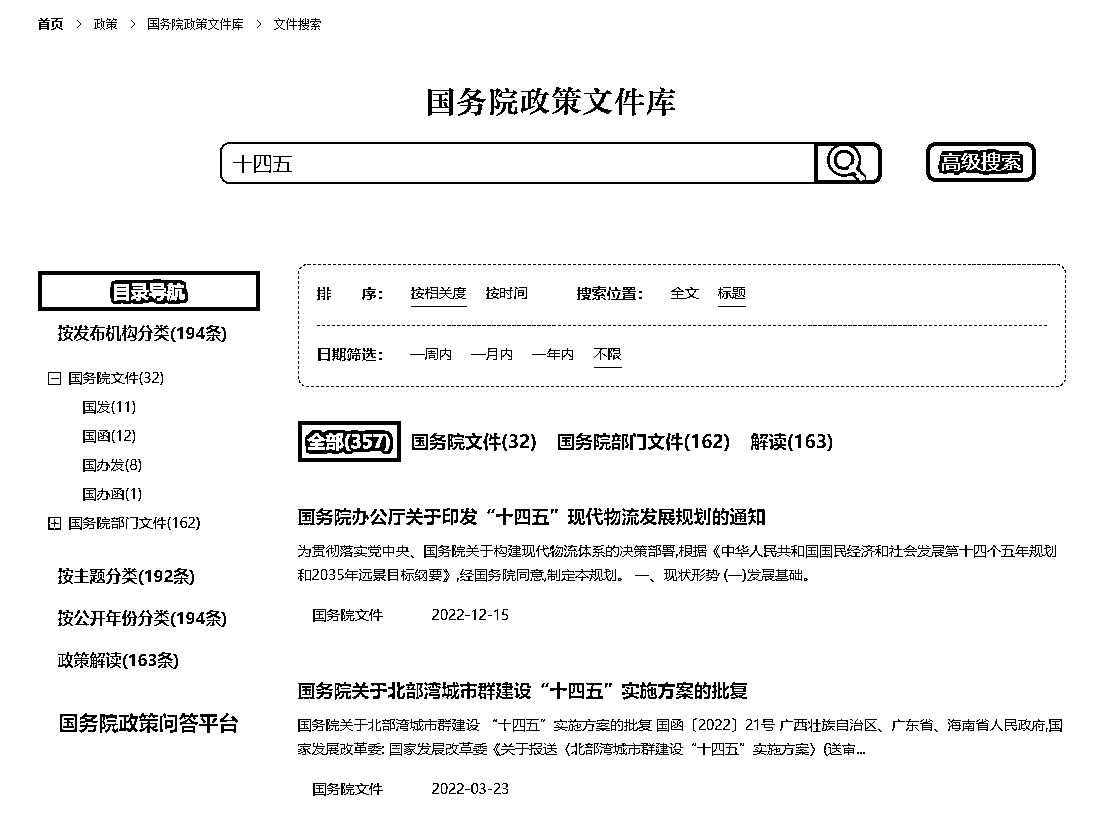 首页 > 政策 > 国务院政策文件库 > 文件搜索
国务院政策文件库
十四五
高级搜索
目录导航
按发布机构分类(194条)
国务院文件(32)
国发(11)
国函(12)
国办发(8)
国办函(1)
国务院部门文件(162)
按主题分类(192条)
按公开年份分类(194条)
政策解读(163条)
国务院政策问答平台
排 序: 按相关度 按时间 搜索位置: 全文 标题
日期筛选: 一周内 一月内 一年内 不限
全部(357) 国务院文件(32) 国务院部门文件(162) 解读(163)
国务院办公厅关于印发“十四五”现代物流发展规划的通知
为贯彻落实党中央、国务院关于构建现代物流体系的决策部署,根据《中华人民共和国国民经济和社会发展第十四个五年规划
和2035年远景目标纲要》,经国务院同意,制定本规划。 一、现状形势 (一)发展基础。
国务院文件 2022-12-15
国务院关于北部湾城市群建设“十四五”实施方案的批复
国务院关于北部湾城市群建设 “十四五”实施方案的批复 国函〔2022〕21号 广西壮族自治区、广东省、海南省人民政府,国
家发展改革委: 国家发展改革委《关于报送〈北部湾城市群建设“十四五”实施方案〉(送审...
国务院文件 2022-03-23